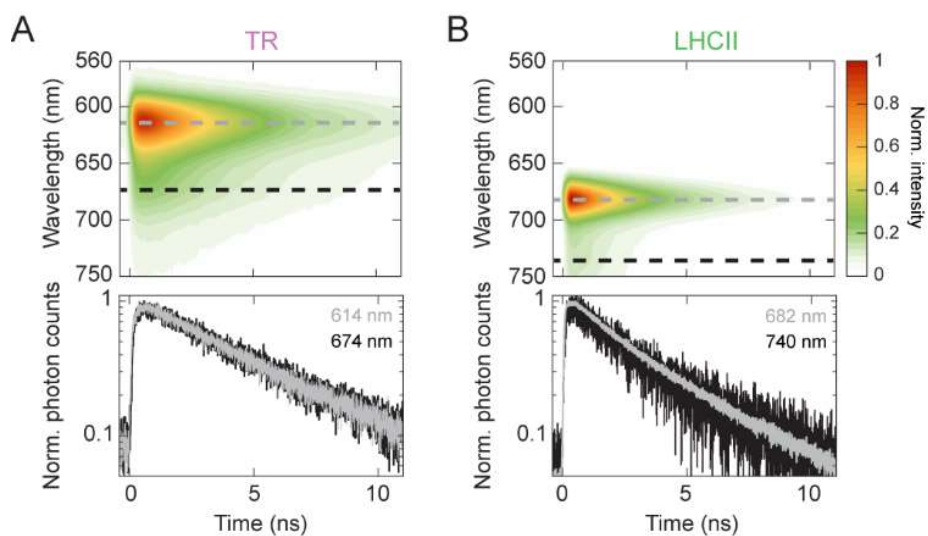 A
TR
Wavelength (nm)
560
600
650
700
750
Norm. photon counts
1
0.1
614 nm
674 nm
0
5
10
Time (ns)
B
LHCII
Wavelength (nm)
560
600
650
700
750
Norm. intensity
1
0.8
0.6
0.4
0.2
0
Norm. photon counts
1
0.1
682 nm
740 nm
0
5
10
Time (ns)